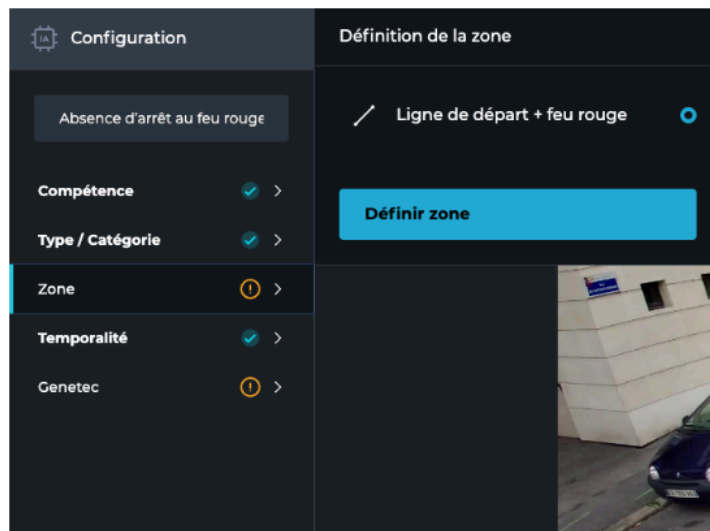 IA
Configuration
Définition de la zone
Absence d'arrêt au feu rouge
Ligne de départ + feu rouge
Compétence
Définir zone
Type / Catégorie
Zone
Temporalité
Genetec